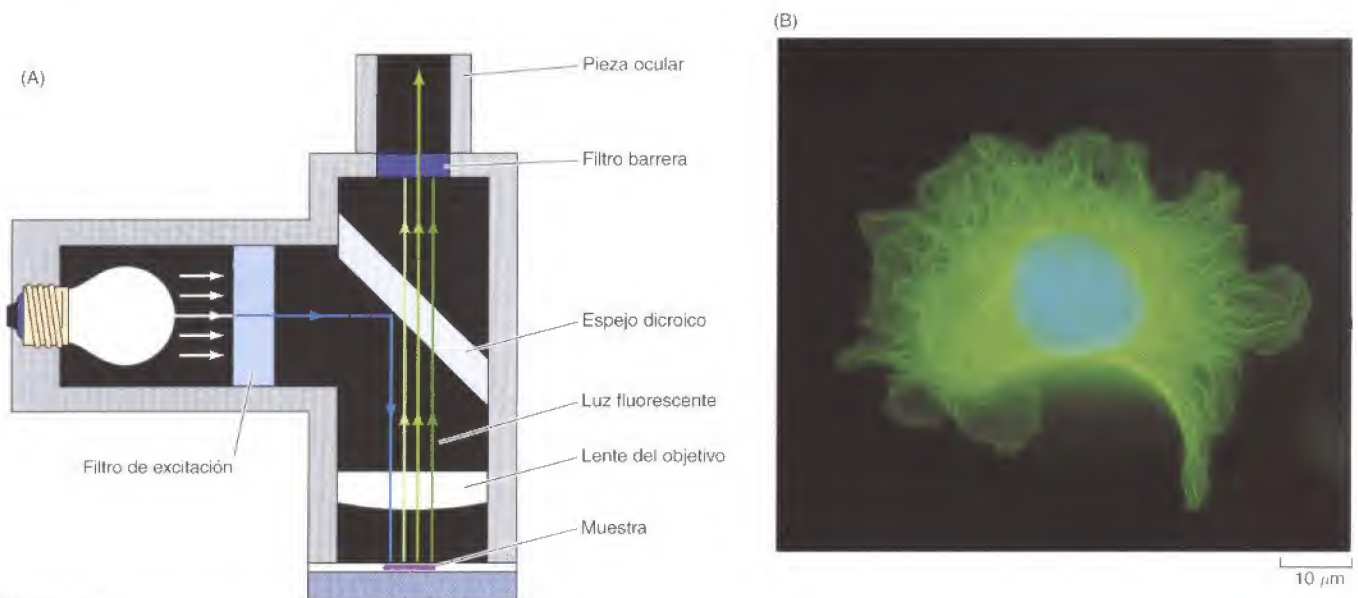 (A)
Pieza ocular
Filtro barrera
Espejo dicroico
Luz fluorescente
Lente del objetivo
Muestra
Filtro de excitación
(B)
10 μm